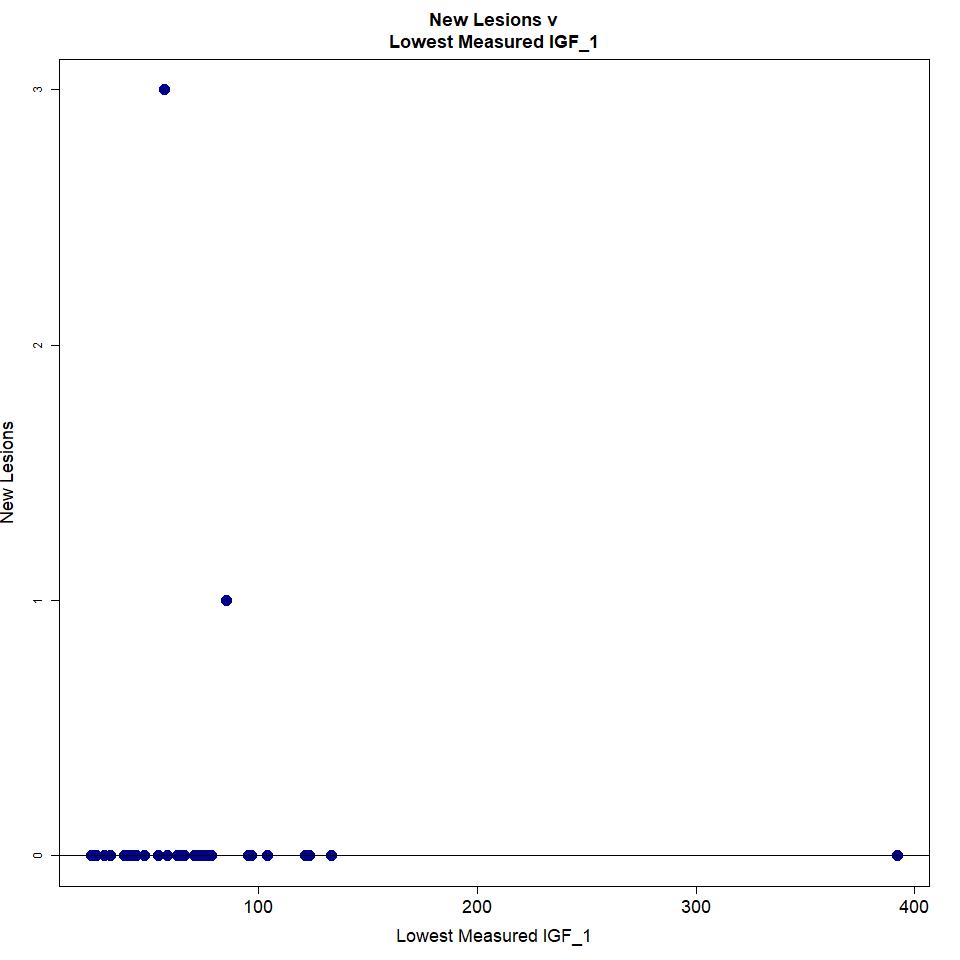 New Lesions v
Lowest Measured IGF_1
3
2
1
0
New Lesions
100 200 300 400
Lowest Measured IGF_1